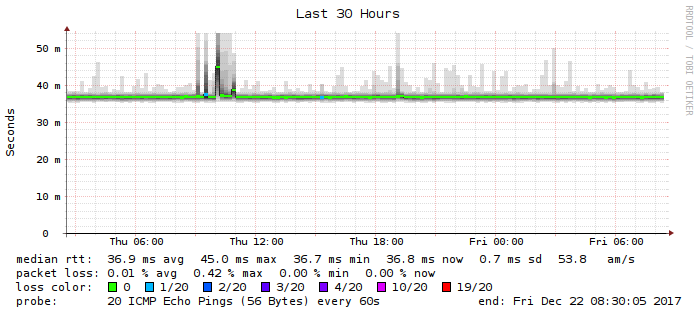 Last 30 Hours
RRDTOOL / TOBI OETIKER
Seconds
50 m
40 m
30 m
20 m
10 m
0
Thu 06:00 Thu 12:00 Thu 18:00 Fri 00:00 Fri 06:00
median rtt: 36.9 ms avg 45.0 ms max 36.7 ms min 36.8 ms now 0.7 ms sd 53.8 am/s
packet loss: 0.01 % avg 0.42 % max 0.00 % min 0.00 % now
loss color: 0 1/20 2/20 3/20 4/20 10/20 19/20
probe: 20 ICMP Echo Pings (56 Bytes) every 60s end: Fri Dec 22 08:30:05 2017